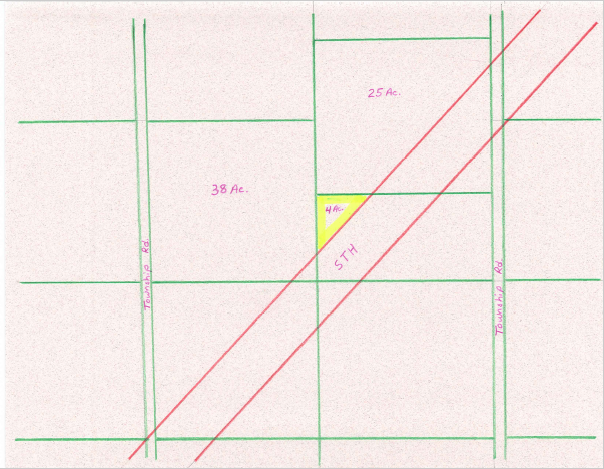 25 Ac.
38 Ac.
4 Ac.
STH
Township Rd.
Township Rd.